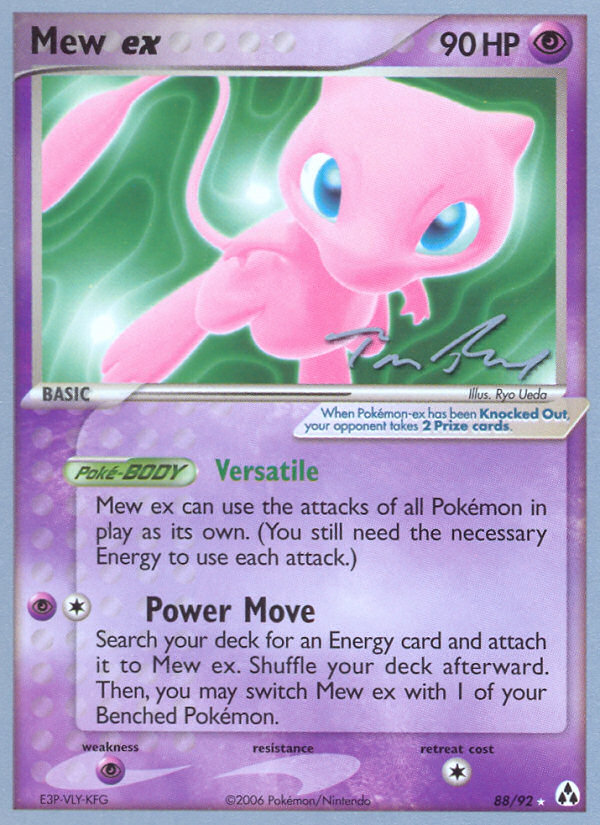 Mew ex
90 HP
BASIC
Illus. Ryo Ueda
When Pokémon-ex has been Knocked Out,
your opponent takes 2 Prize cards.
Poké-BODY Versatile
Mew ex can use the attacks of all Pokémon in
play as its own. (You still need the necessary
Energy to use each attack.)
Power Move
Search your deck for an Energy card and attach
it to Mew ex. Shuffle your deck afterward.
Then, you may switch Mew ex with 1 of your
Benched Pokémon.
weakness resistance retreat cost
E3P-VLY-KFG ©2006 Pokémon/Nintendo 88/92 ★